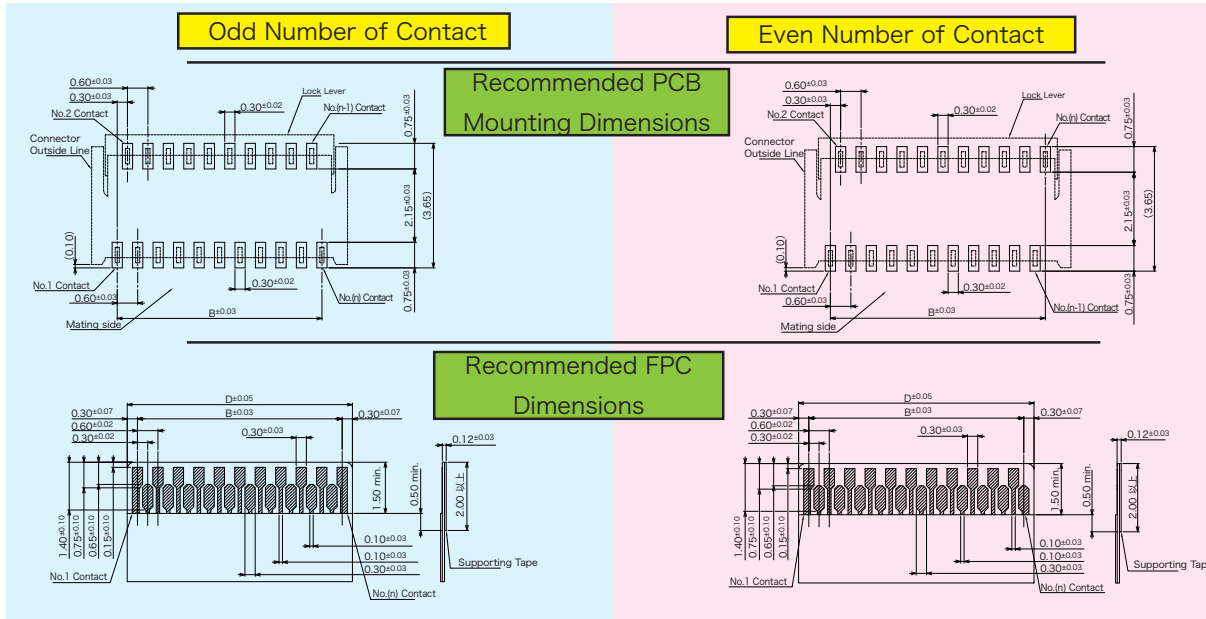 Odd Number of Contact
Even Number of Contact
Recommended PCB
Mounting Dimensions
0.60±0.03
0.30±0.03
No.2 Contact
Connector
Outside Line
Lock Lever
0.30±0.02
No.(n-1) Contact
0.75±0.03
2.15±0.03
(3.65)
(0.10)
No.1 Contact
0.60±0.03
0.30±0.02
No.(n) Contact
0.75±0.03
B±0.03
Mating side
0.60±0.03
0.30±0.03
No.2 Contact
Connector
Outside Line
Lock Lever
0.30±0.02
No.(n) Contact
0.75±0.03
2.15±0.03
(3.65)
(0.10)
No.1 Contact
0.60±0.03
0.30±0.02
No.(n-1) Contact
0.75±0.03
B±0.03
Mating side
Recommended FPC
Dimensions
D±0.05
0.30±0.07
B±0.03
0.30±0.07
0.60±0.02
0.30±0.02
0.30±0.03
0.12±0.03
1.50 min.
0.50 min.
2.00 以上
1.40±0.10
0.75±0.10
0.65±0.10
0.15±0.10
0.10±0.03
0.10±0.03
0.30±0.03
No.1 Contact
No.(n) Contact
Supporting Tape
D±0.05
0.30±0.07
B±0.03
0.30±0.07
0.60±0.02
0.30±0.02
0.30±0.03
0.12±0.03
1.50 min.
0.50 min.
2.00 以上
1.40±0.10
0.75±0.10
0.65±0.10
0.15±0.10
0.10±0.03
0.10±0.03
0.30±0.03
No.1 Contact
No.(n) Contact
Supporting Tap